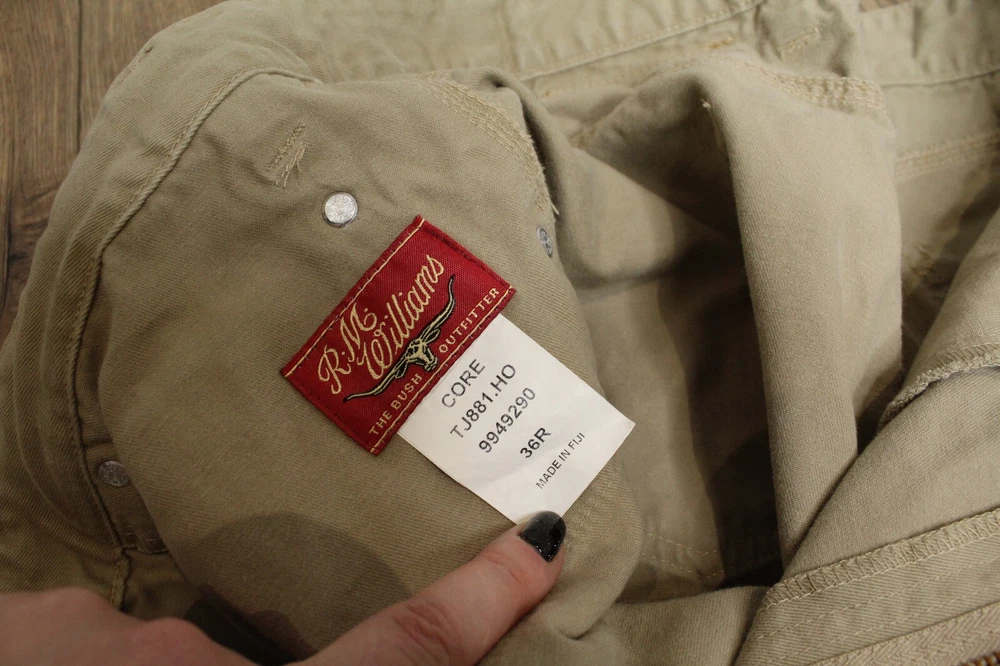 R.M.
Williams
THE BUSH OUTFITTER
CORE
TJ881.HO
9949290
36R
MADE IN FIJI